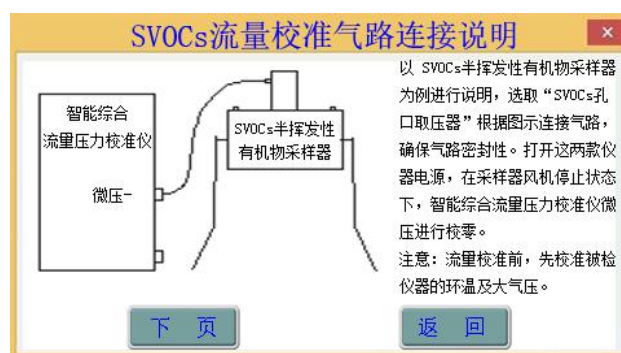 SVOCs流量校准气路连接说明
智能综合
流量压力校准仪
微压-
SVOCs半挥发性
有机物采样器
以 SVOCs半挥发性有机物采样器
为例进行说明，选取“SVOCs孔
口取压器”根据图示连接气路，
确保气路密封性。打开这两款仪
器电源，在采样器风机停止状态
下，智能综合流量压力校准仪微
压进行校零。
注意：流量校准前，先校准被检
仪器的环温及大气压。
下 页
返 回